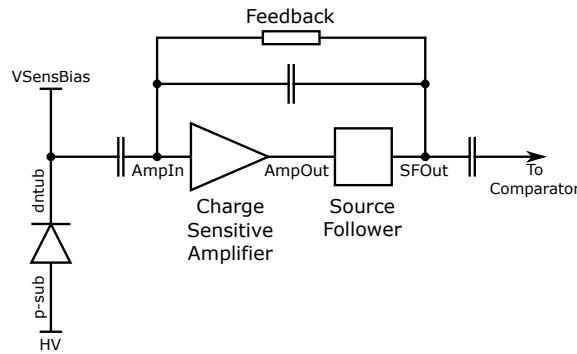 Feedback
VSensBias
dntub
AmpIn
AmpOut
SFOut
To
Comparator
Charge
Sensitive
Amplifier
Source
Follower
p-sub
HV